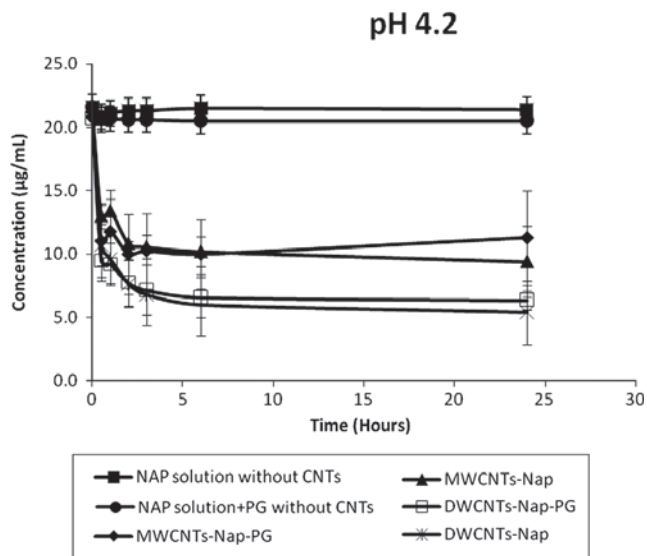 pH 4.2
25.0
20.0
15.0
10.0
5.0
0.0
Concentration (µg/mL)
0 5 10 15 20 25 30
Time (Hours)
NAP solution without CNTs
MWCNTs-Nap
NAP solution+PG without CNTs
DWCNTs-Nap-PG
MWCNTs-Nap-PG
DWCNTs-Nap